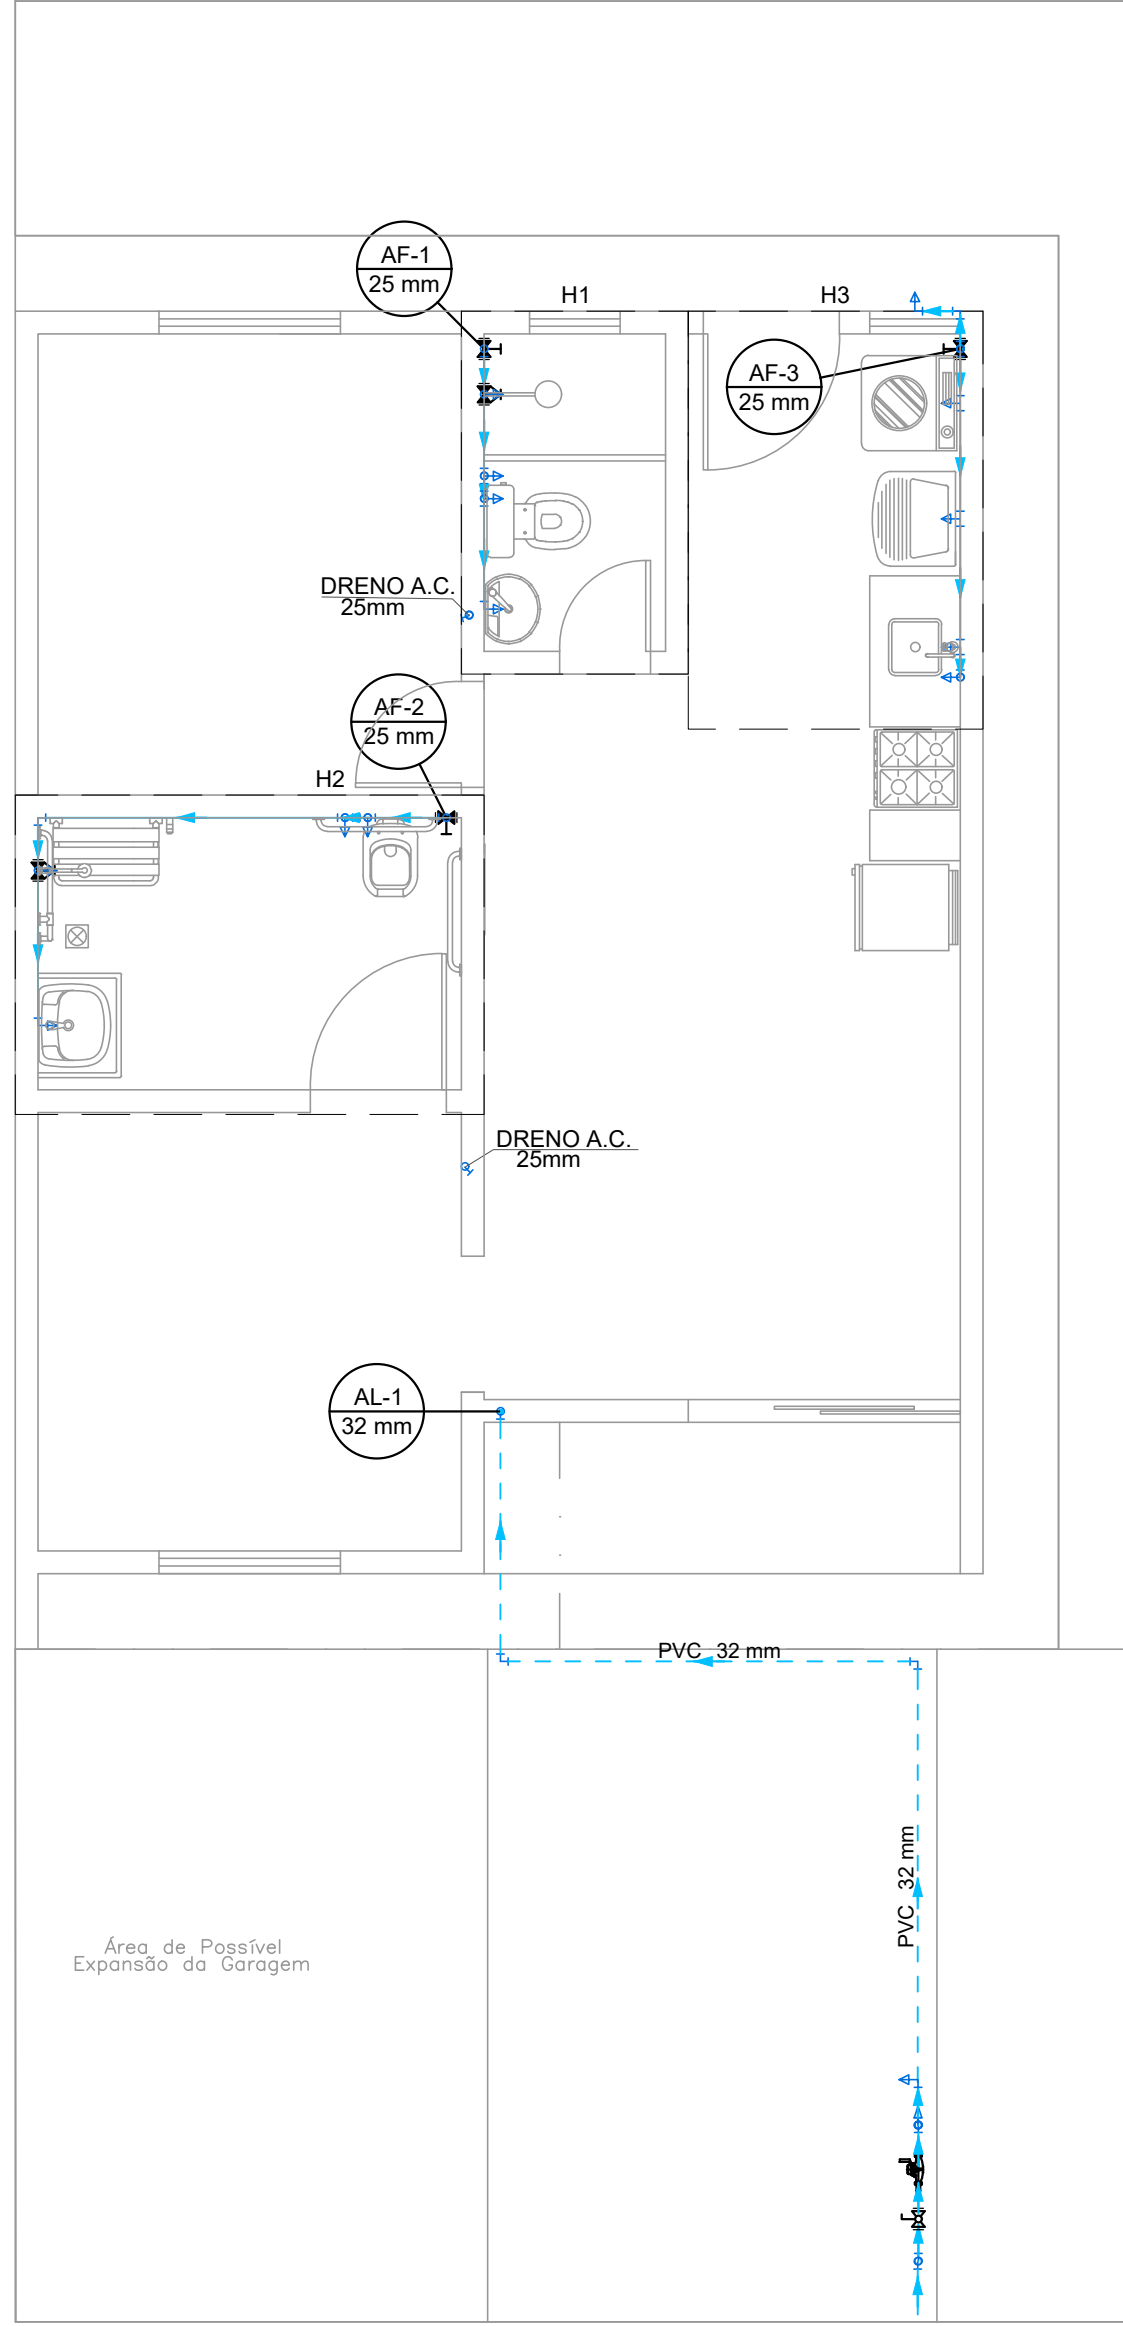 AF-1
25 mm
H1
H3
AF-3
25 mm
DRENO A.C.
25mm
AF-2
25 mm
H2
DRENO A.C.
25mm
AL-1
32 mm
PVC 32 mm
PVC 32 mm
Área de Possível
Expansão da Garagem